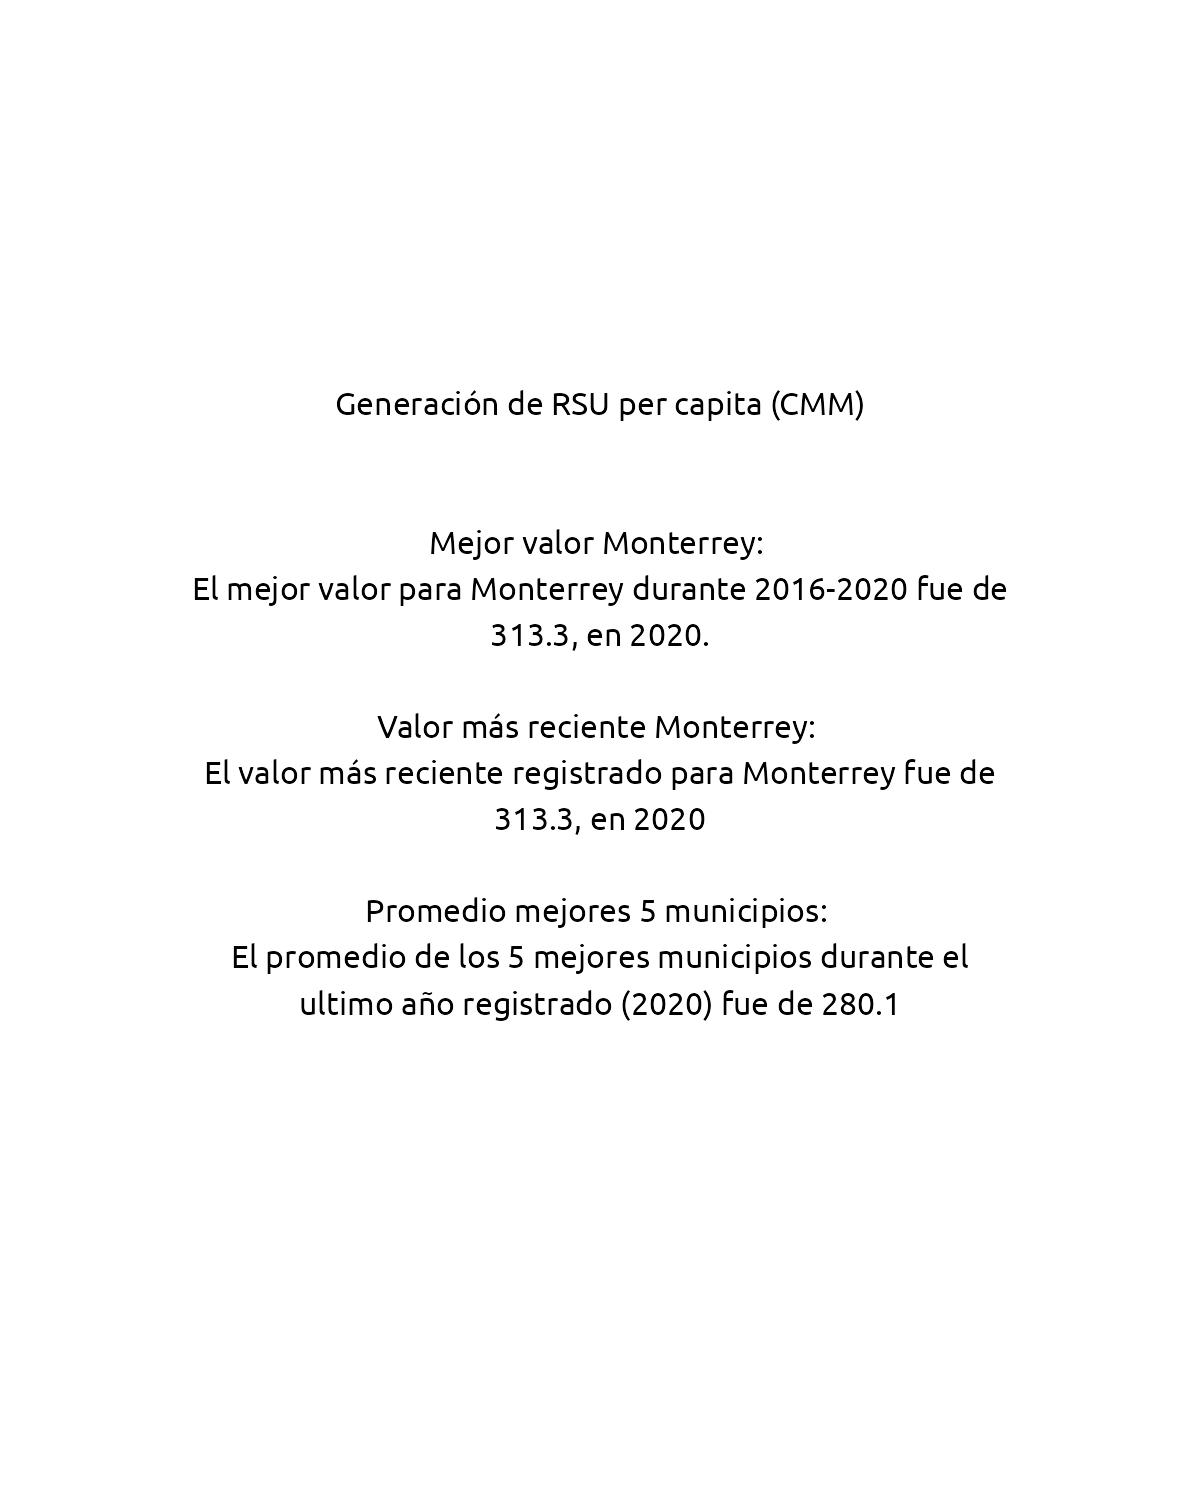 Generación de RSU per capita (CMM)
Mejor valor Monterrey:
El mejor valor para Monterrey durante 2016-2020 fue de
313.3, en 2020.
Valor más reciente Monterrey:
El valor más reciente registrado para Monterrey fue de
313.3, en 2020
Promedio mejores 5 municipios:
El promedio de los 5 mejores municipios durante el
ultimo año registrado (2020) fue de 280.1